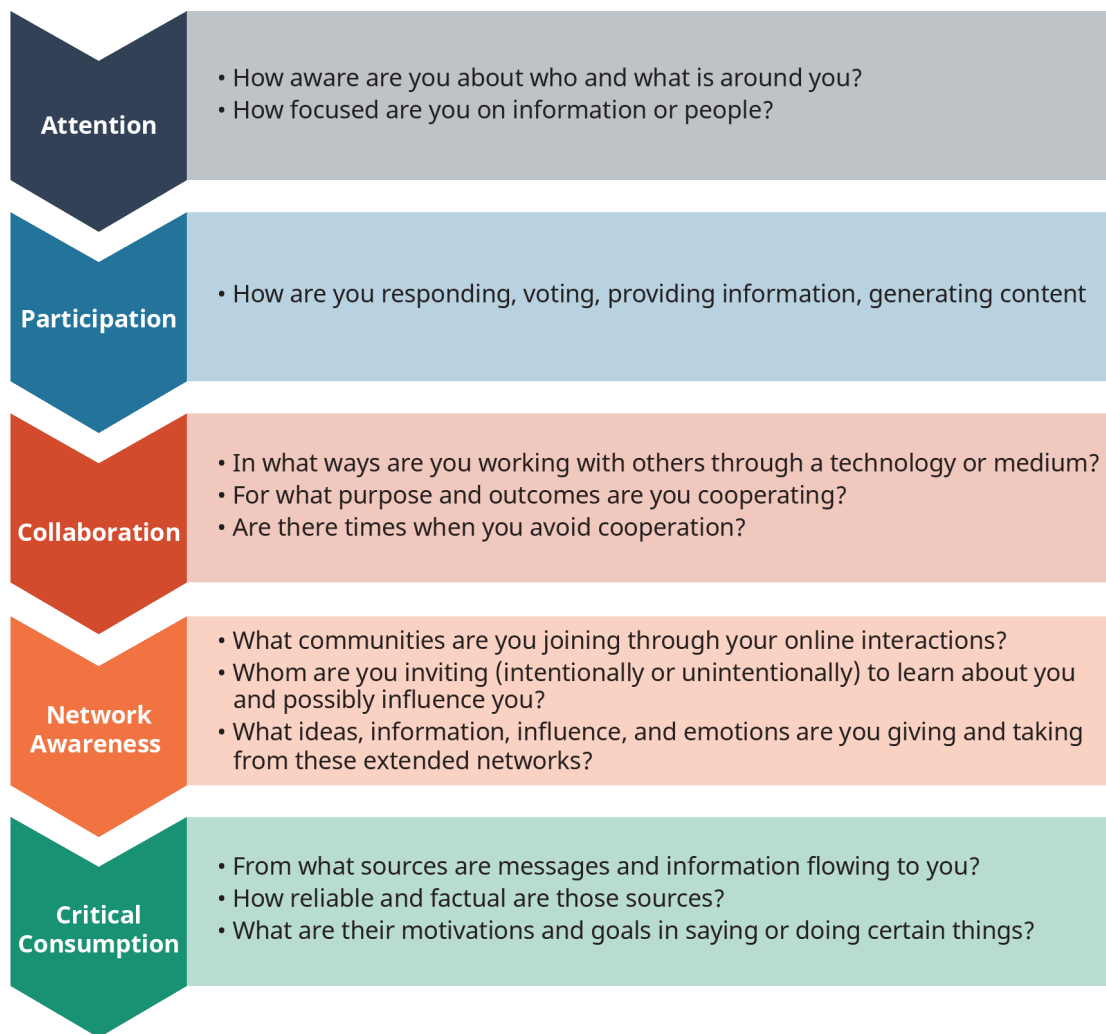 Attention
• How aware are you about who and what is around you?
• How focused are you on information or people?
Participation
• How are you responding, voting, providing information, generating content
Collaboration
• In what ways are you working with others through a technology or medium?
• For what purpose and outcomes are you cooperating?
• Are there times when you avoid cooperation?
Network
Awareness
• What communities are you joining through your online interactions?
• Whom are you inviting (intentionally or unintentionally) to learn about you
and possibly influence you?
• What ideas, information, influence, and emotions are you giving and taking
from these extended networks?
Critical
Consumption
• From what sources are messages and information flowing to you?
• How reliable and factual are those sources?
• What are their motivations and goals in saying or doing certain things?